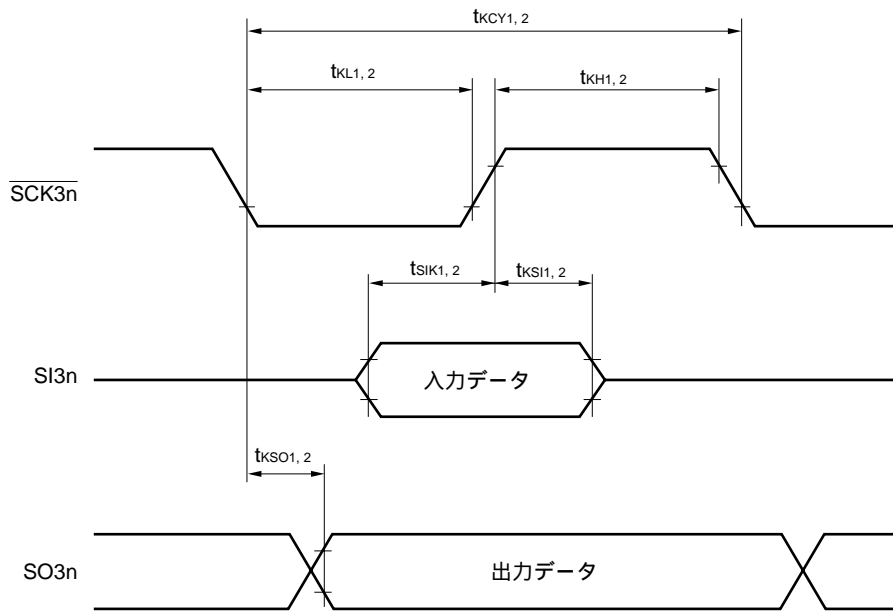 tKCY1, 2
tKL1, 2
tKH1, 2
SCK3n
tSIK1, 2
tKSI1, 2
SI3n
入力データ
tKSO1, 2
SO3n
出力データ